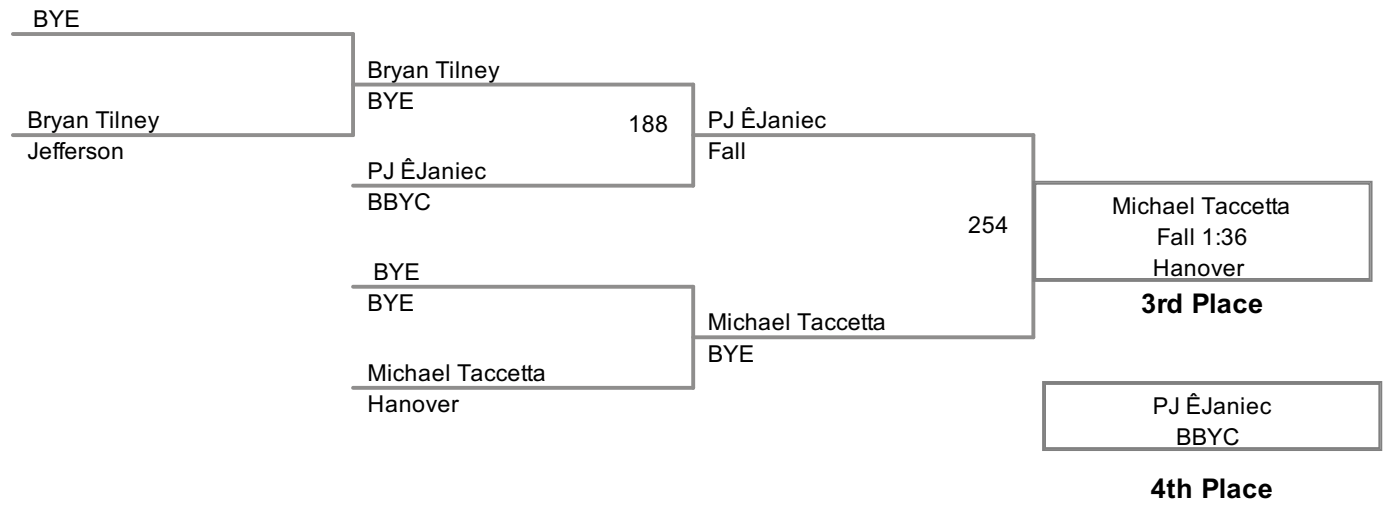 BYE
Bryan Tilney
Jefferson
Bryan Tilney
BYE
188
PJ ÊJaniec
BBYC
BYE
BYE
Michael Taccetta
Hanover
PJ ÊJaniec
Fall
254
Michael Taccetta
BYE
Michael Taccetta
Fall 1:36
Hanover
3rd Place
PJ ÊJaniec
BBYC
4th Place